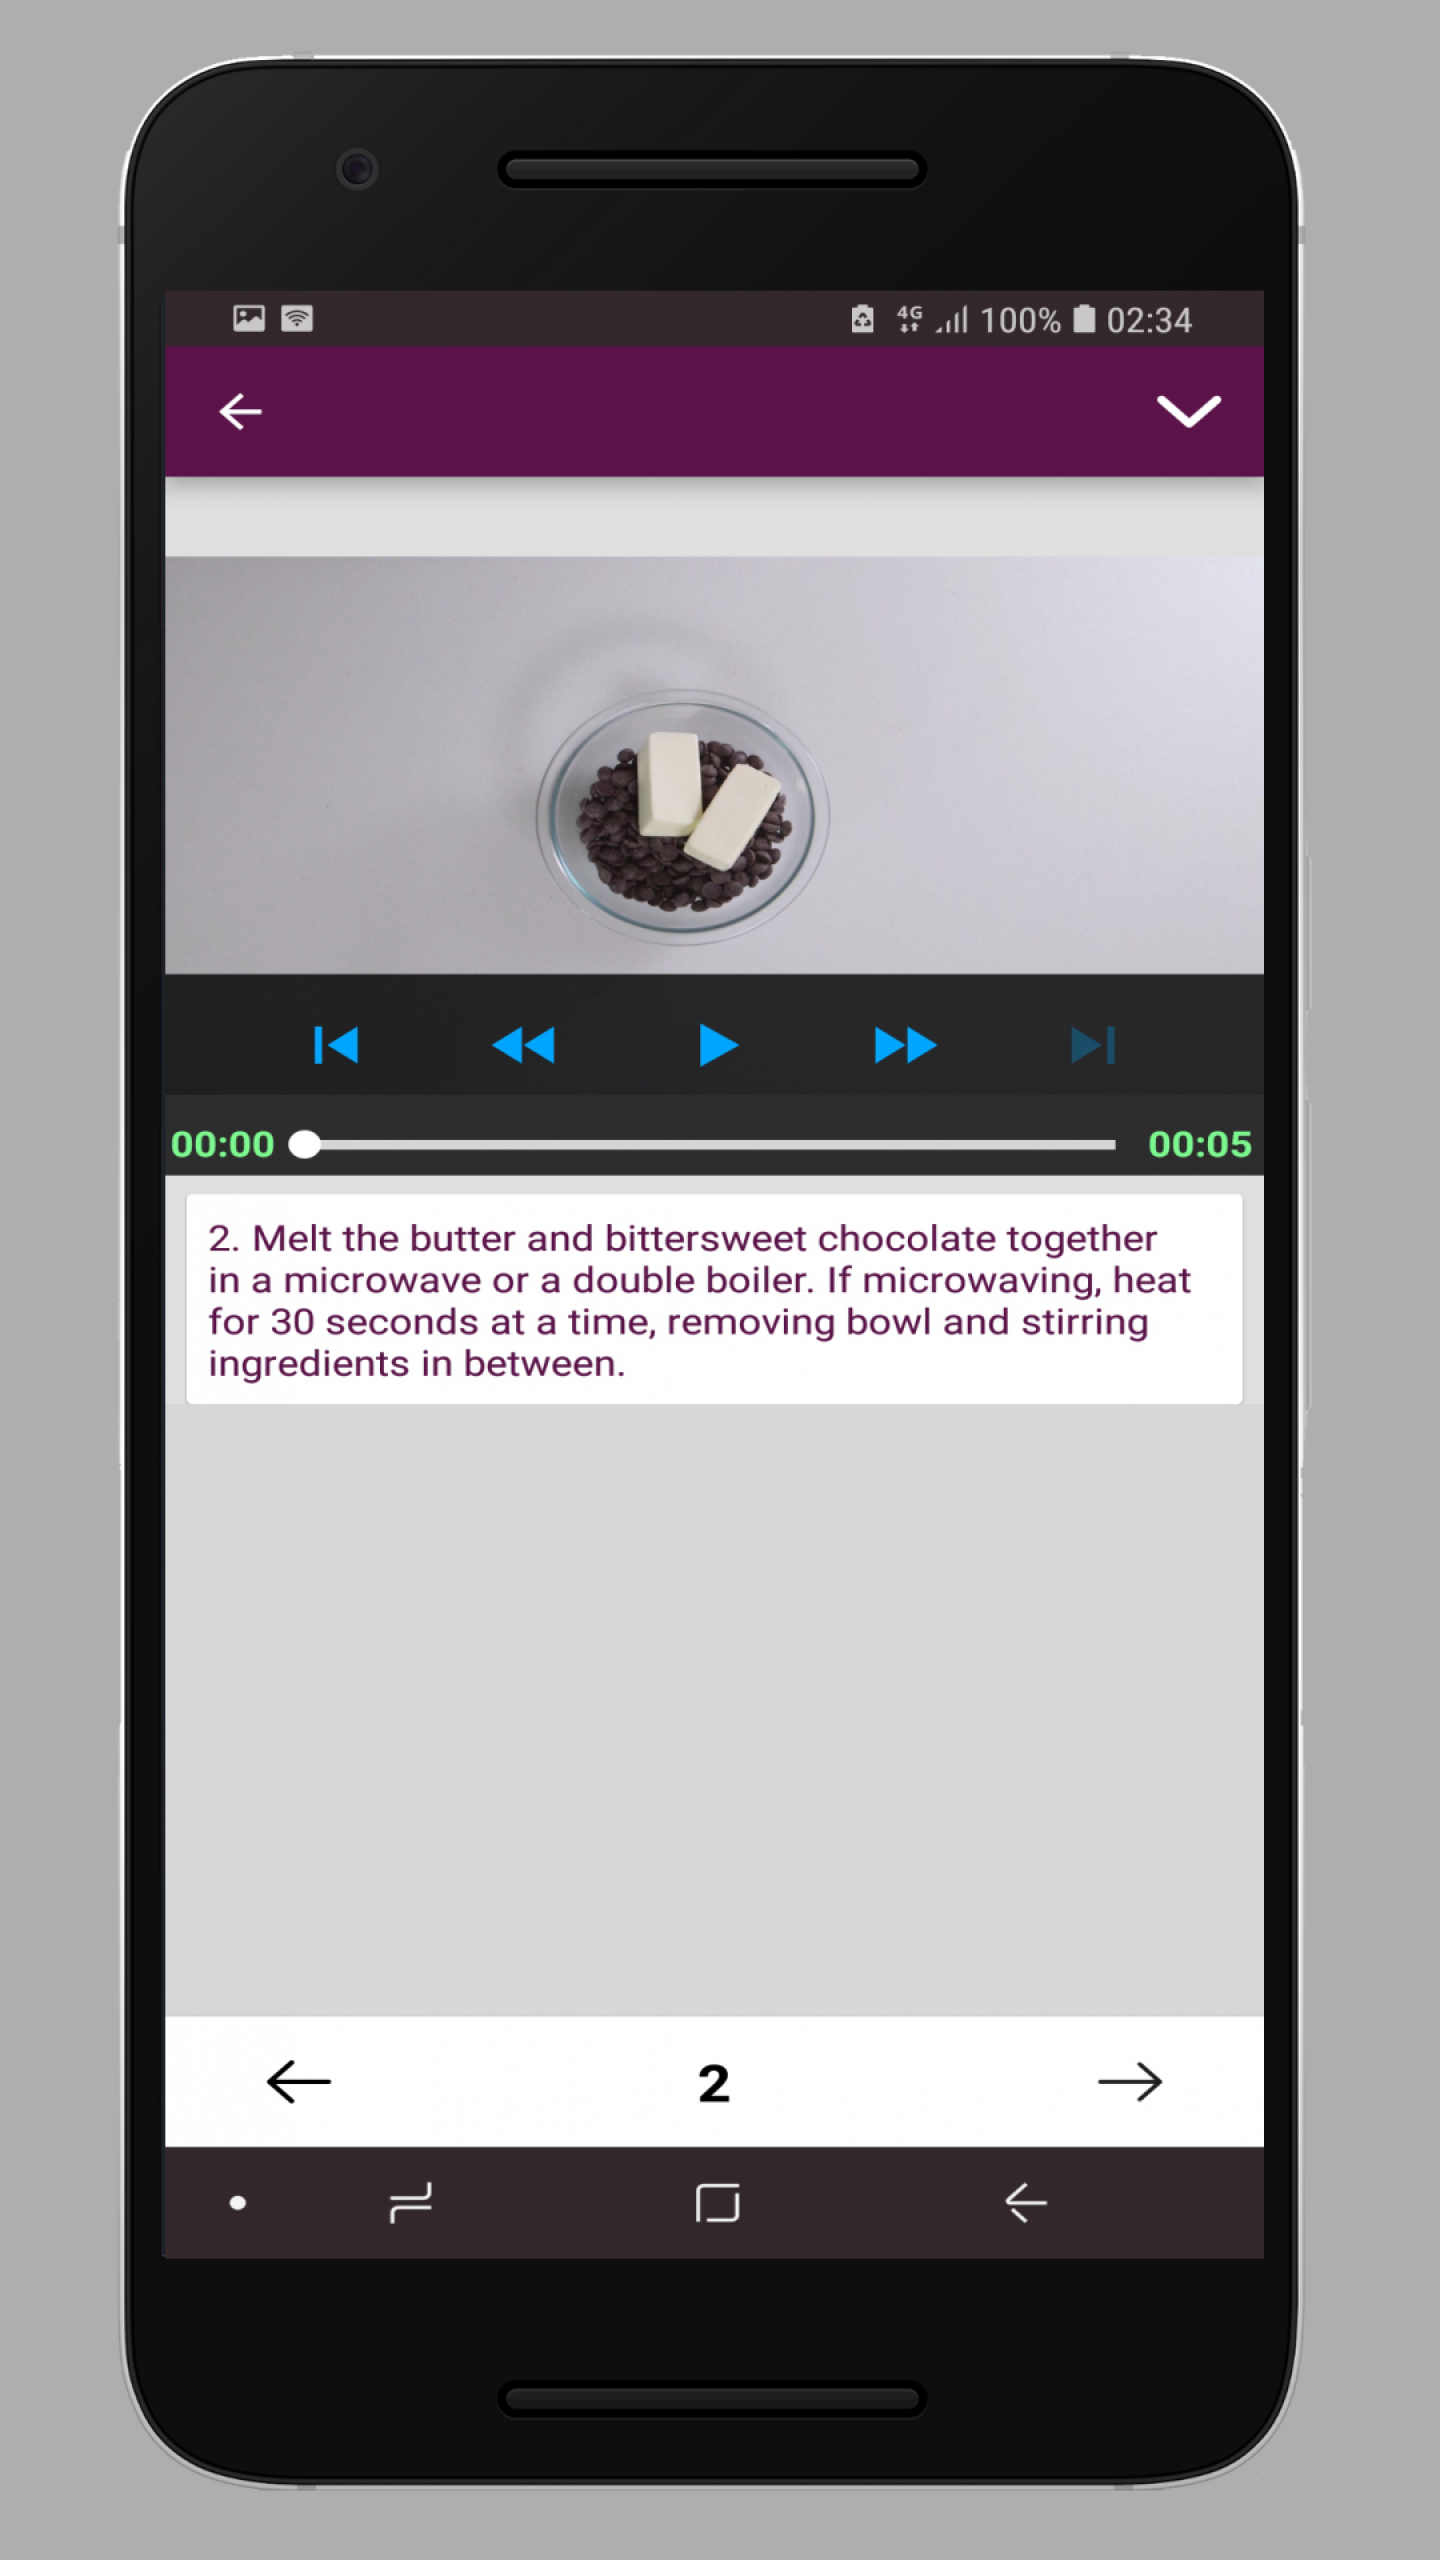 4G 100% 02:34
00:00 00:05
2. Melt the butter and bittersweet chocolate together
in a microwave or a double boiler. If microwaving, heat
for 30 seconds at a time, removing bowl and stirring
ingredients in between.
2